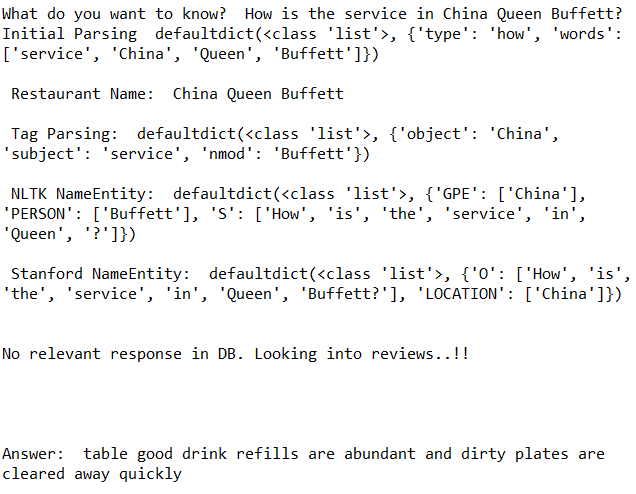 What do you want to know?  How is the service in China Queen Buffett?
Initial Parsing  defaultdict(<class 'list'>, {'type': 'how', 'words':
['service', 'China', 'Queen', 'Buffett']})
Restaurant Name:  China Queen Buffett
Tag Parsing:  defaultdict(<class 'list'>, {'object': 'China',
'subject': 'service', 'nmod': 'Buffett'})
NLTK NameEntity:  defaultdict(<class 'list'>, {'GPE': ['China'],
'PERSON': ['Buffett'], 'S': ['How', 'is', 'the', 'service', 'in',
'Queen', '?']})
Stanford NameEntity:  defaultdict(<class 'list'>, {'O': ['How', 'is',
'the', 'service', 'in', 'Queen', 'Buffett?'], 'LOCATION': ['China']})
No relevant response in DB. Looking into reviews..!!
Answer:  table good drink refills are abundant and dirty plates are
cleared away quickly